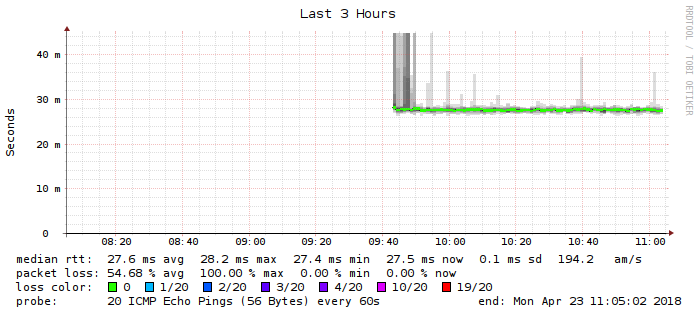 Last 3 Hours
RRDTOOL / TOBI OETIKER
Seconds
40 m
30 m
20 m
10 m
0
08:20 08:40 09:00 09:20 09:40 10:00 10:20 10:40 11:00
median rtt: 27.6 ms avg 28.2 ms max 27.4 ms min 27.5 ms now 0.1 ms sd 194.2 am/s
packet loss: 54.68 % avg 100.00 % max 0.00 % min 0.00 % now
loss color: 0 1/20 2/20 3/20 4/20 10/20 19/20
probe: 20 ICMP Echo Pings (56 Bytes) every 60s end: Mon Apr 23 11:05:02 2018